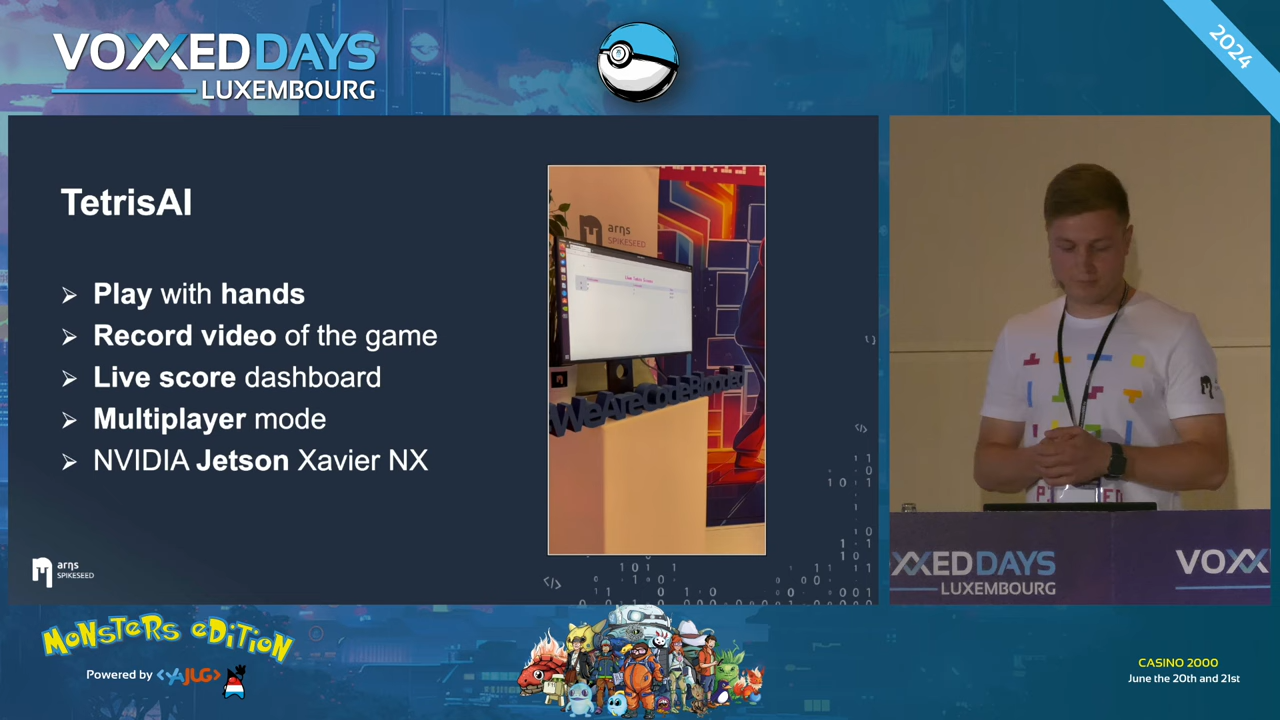 VOXXED DAYS
LUXEMBOURG
2024
TetrisAI
➢ Play with hands
➢ Record video of the game
➢ Live score dashboard
➢ Multiplayer mode
➢ NVIDIA Jetson Xavier NX
arηs
SPIKESEED
WeAreCodeBlooded
arηs
SPIKESEED
XXED DAYS
LUXEMBOURG
VOXX
MONSTERS EDITION
Powered by <YAJUG>
CASINO 2000
June the 20th and 21st